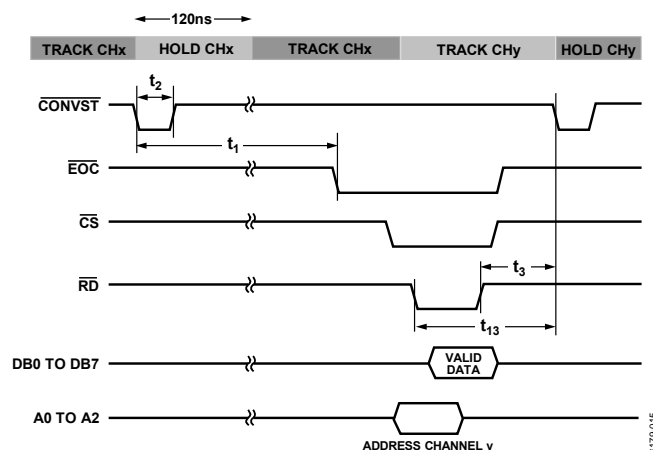 120ns
TRACK CHx HOLD CHx TRACK CHx TRACK CHy HOLD CHy
t2
CONVST
t1
EOC
CS
t3
RD
t13
DB0 TO DB7
VALID
DATA
A0 TO A2
ADDRESS CHANNEL y